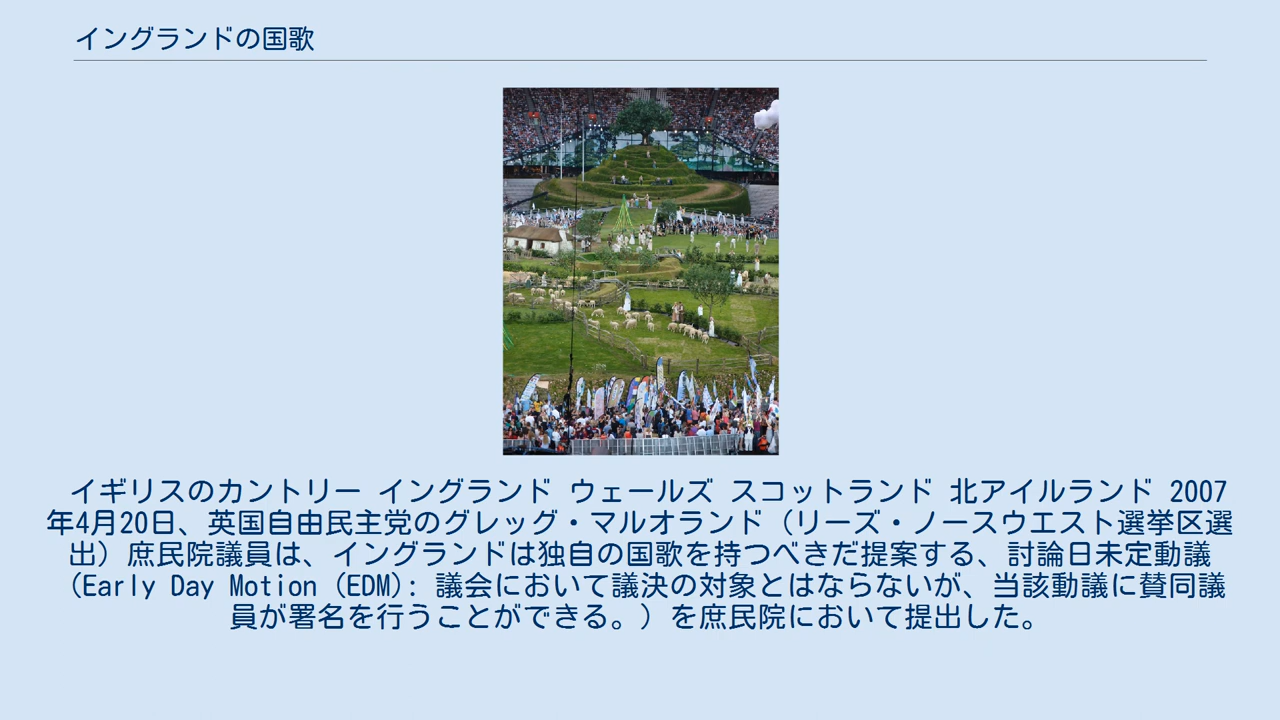 イングランドの国歌
イギリスのカントリー イングランド ウェールズ スコットランド 北アイルランド 2007
年4月20日、英国自由民主党のグレッグ・マルオランド（リーズ・ノースウエスト選挙区選
出）庶民院議員は、イングランドは独自の国歌を持つべきだ提案する、討論日未定動議
（Early Day Motion (EDM): 議会において議決の対象とはならないが、当該動議に賛同議
員が署名を行うことができる。）を庶民院において提出した。